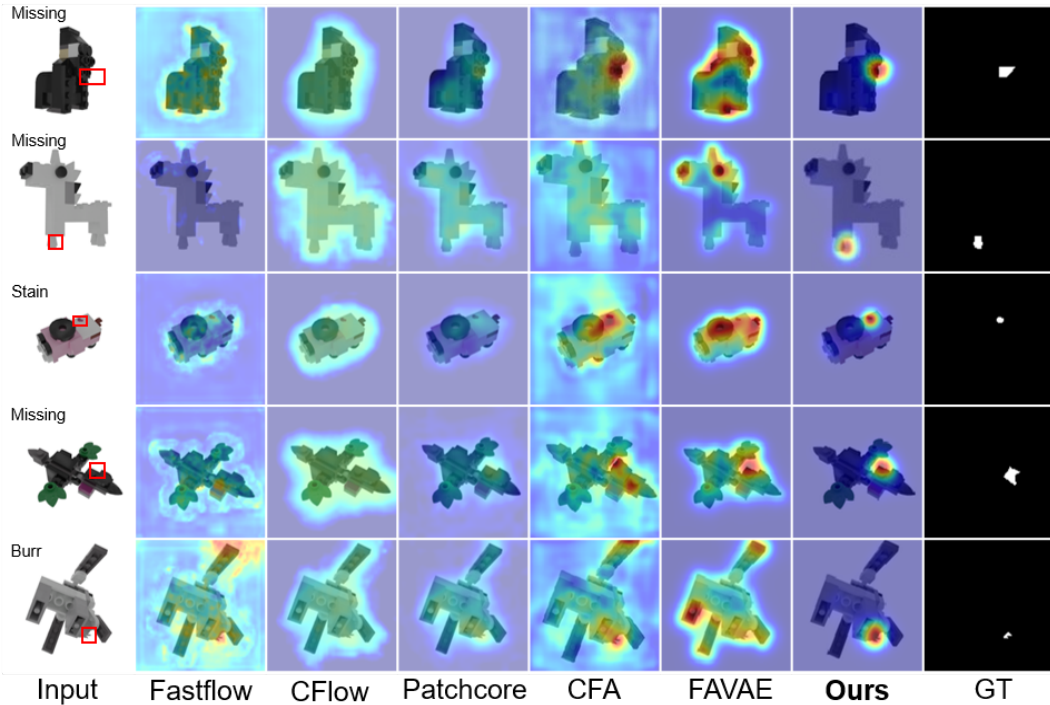 Missing
Missing
Stain
Missing
Burr
Input Fastflow CFlow Patchcore CFA FAVAE Ours GT